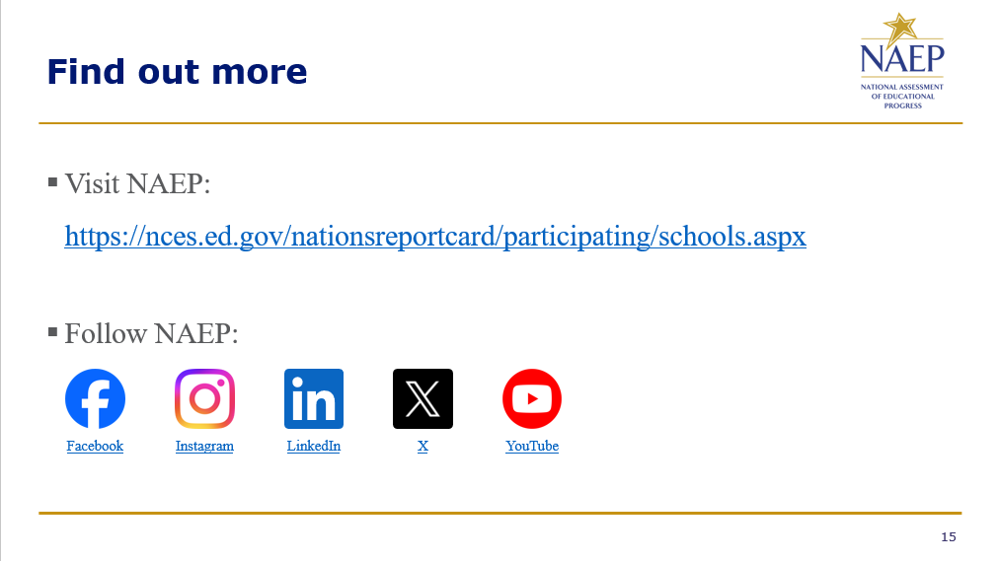 Find out more
NAEP
NATIONAL ASSESSMENT
OF EDUCATIONAL
PROGRESS
▪ Visit NAEP:
https://nces.ed.gov/nationsreportcard/participating/schools.aspx
▪ Follow NAEP:
Facebook
Instagram
LinkedIn
X
YouTube
15